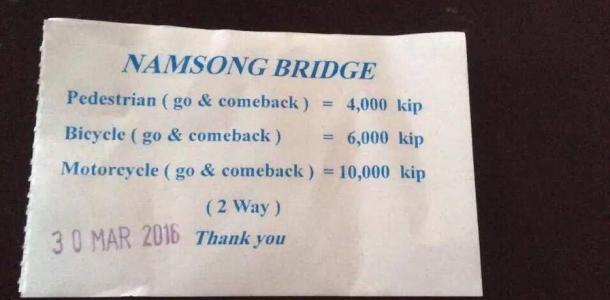 NAMSONG BRIDGE
Pedestrian ( go & comeback ) = 4,000 kip
Bicycle ( go & comeback ) = 6,000 kip
Motorcycle ( go & comeback ) = 10,000 kip
( 2 Way )
30 MAR 2016 Thank you